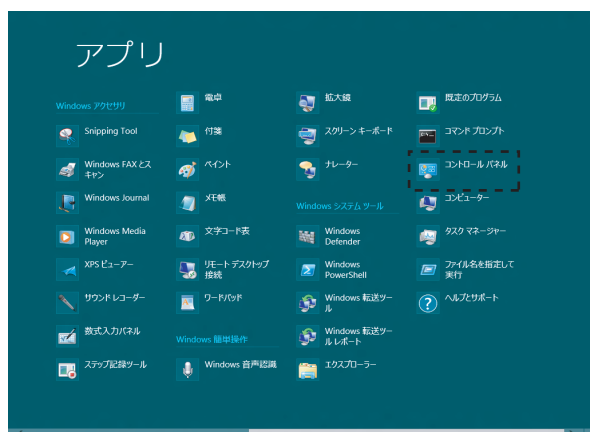 アプリ
Windows アクセサリ
Snipping Tool
Windows FAX とス
キャン
Windows Journal
Windows Media
Player
XPS ビューアー
サウンド レコーダー
数式入力パネル
ステップ記録ツール
電卓
付箋
ペイント
メモ帳
文字コード表
リモート デスクトップ
接続
ワードパッド
Windows 簡単操作
Windows 音声認識
拡大鏡
スクリーン キーボード
ナレーター
Windows システム ツール
Windows
Defender
Windows
PowerShell
Windows 転送ツー
ル
Windows 転送ツー
ル レポート
エクスプローラー
既定のプログラム
コマンド プロンプト
コントロール パネル
コンピューター
タスク マネージャー
ファイル名を指定して
実行
ヘルプとサポート